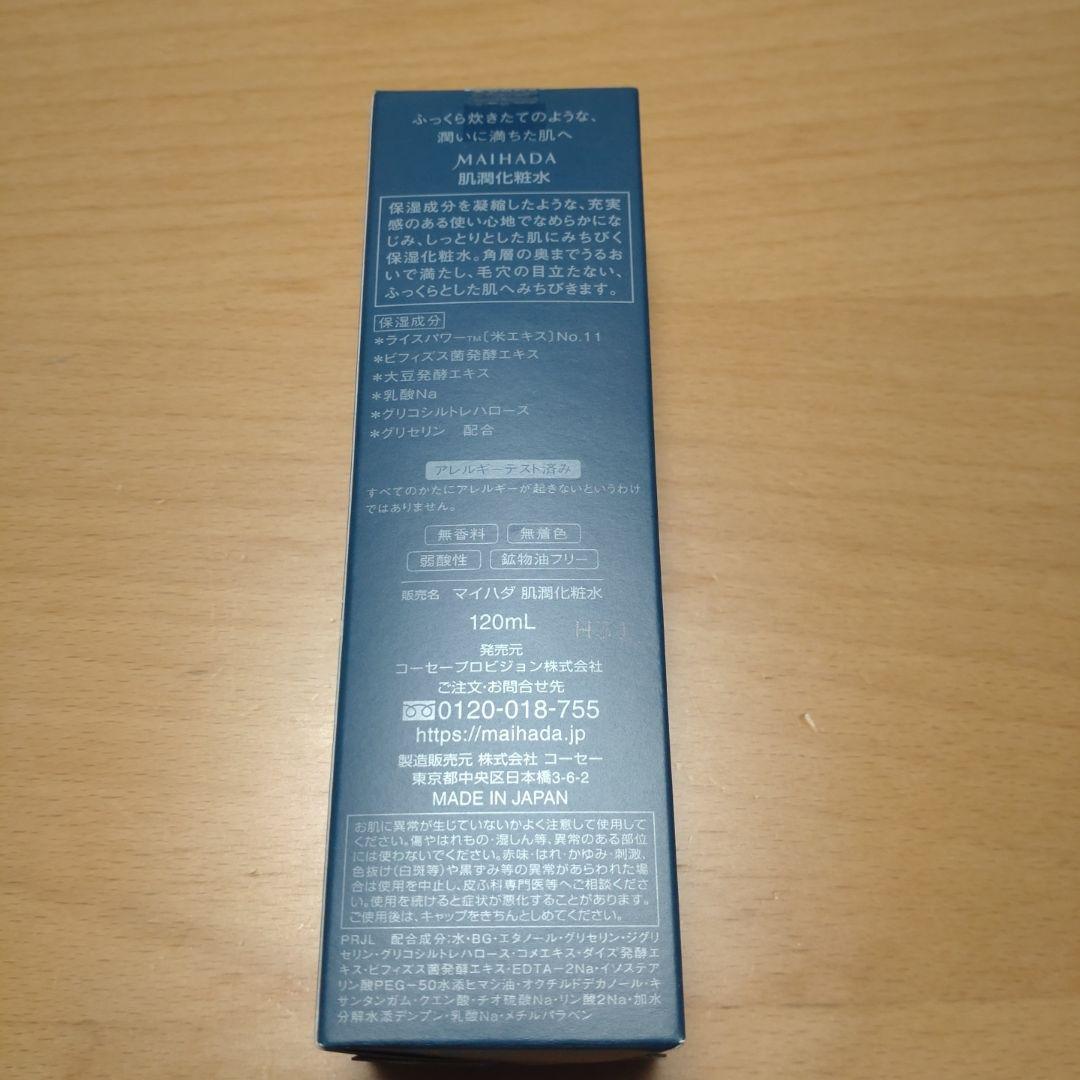 ふっくら炊きたてのような、
潤いに満ちた肌へ
MAIHADA
肌潤化粧水
保湿成分を凝縮したような、充実
感のある使い心地でなめらかにな
じみ、しっとりとした肌にみちびく
保湿化粧水。角層の奥までうるお
いで満たし、毛穴の目立たない、
ふっくらとした肌へみちびきます。
保湿成分
*ライスパワー™〔米エキス〕No.11
*ビフィズス菌発酵エキス
*大豆発酵エキス
*乳酸Na
*グリコシルトレハロース
*グリセリン 配合
アレルギーテスト済み
すべてのかたにアレルギーが起きないというわけ
ではありません。
無香料 無着色
弱酸性 鉱物油フリー
販売名 マイハダ 肌潤化粧水
120mL
発売元
コーセープロビジョン株式会社
ご注文・お問合せ先
0120-018-755
https://maihada.jp
製造販売元 株式会社 コーセー
東京都中央区日本橋3-6-2
MADE IN JAPAN
お肌に異常が生じていないかよく注意して使用して
ください。傷やはれもの・湿しん等、異常のある部位
には使わないでください。赤味・はれ・かゆみ・刺激、
色抜け(白斑等)や黒ずみ等の異常があらわれた場
合は使用を中止し、皮ふ科専門医等へご相談くださ
い。使用を続けると症状が悪化することがあります。
ご使用後は、キャップをきちんとしめてください。
PRJL 配合成分:水・BG・エタノール・グリセリン・ジグリ
セリン・グリコシルトレハロース・コメエキス・ダイズ発酵エ
キス・ビフィズス菌発酵エキス・EDTA-2Na・イソステア
リン酸PEG-50水添ヒマシ油・オクチルドデカノール・キ
サンタンガム・クエン酸・チオ硫酸Na・リン酸2Na・加水
分解水添デンプン・乳酸Na・メチルパラベン